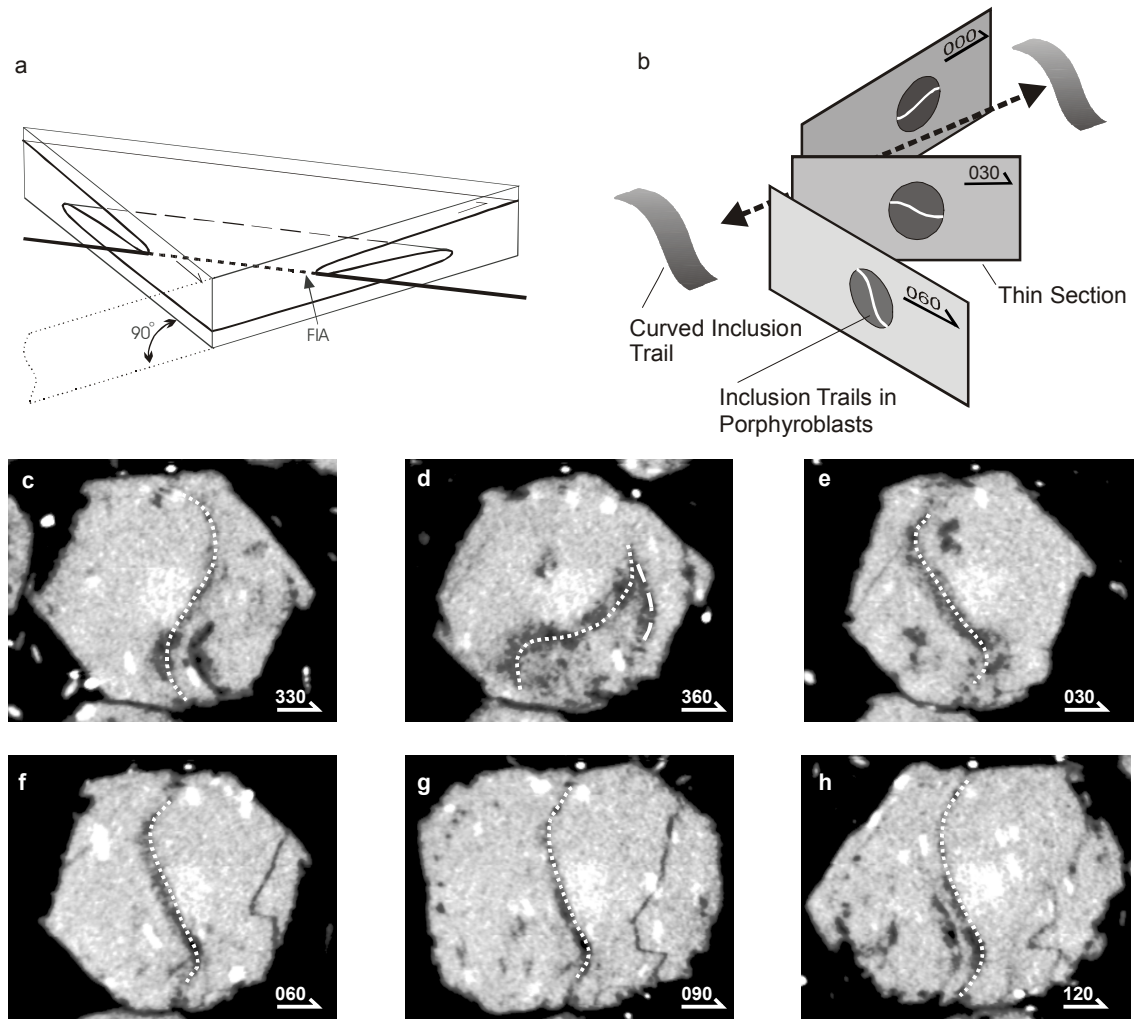 a
90°
FIA
b
000
030
060
Thin Section
Curved Inclusion
Trail
Inclusion Trails in
Porphyroblasts
c
330
d
360
e
030
f
060
g
090
h
120